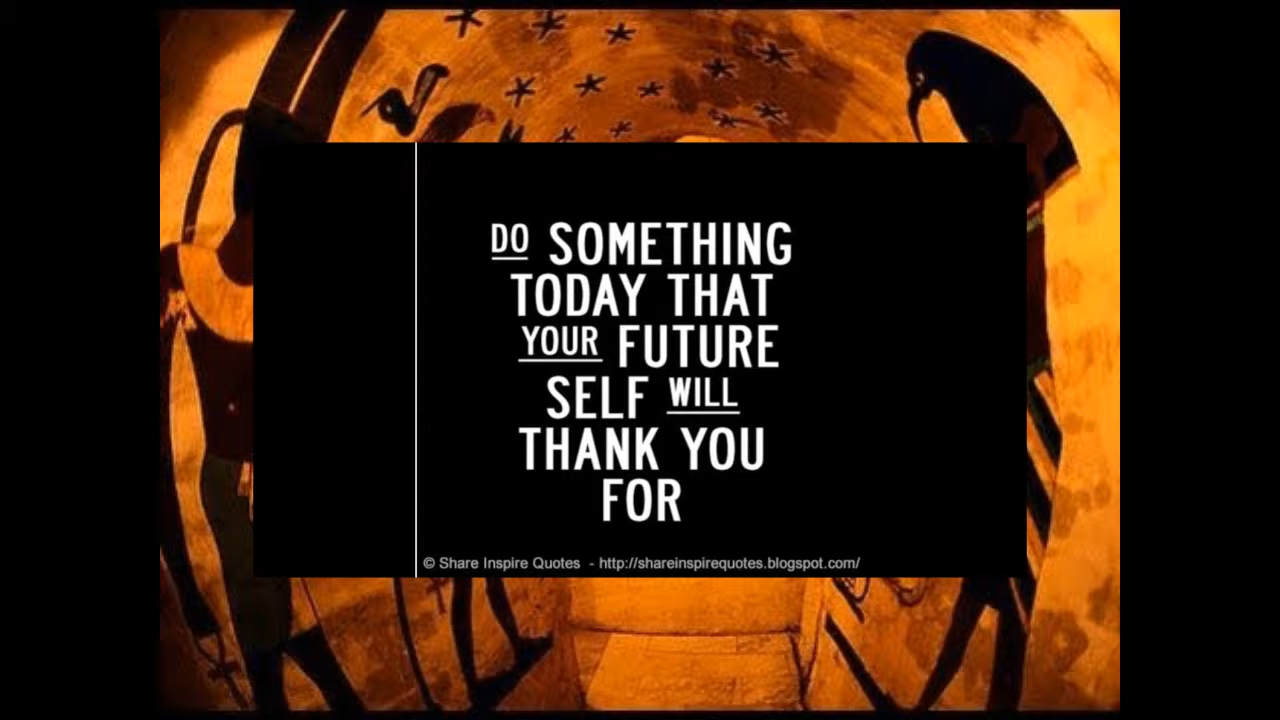 DO SOMETHING
TODAY THAT
YOUR FUTURE
SELF WILL
THANK YOU
FOR
© Share Inspire Quotes - http://shareinspirequotes.blogspot.com/